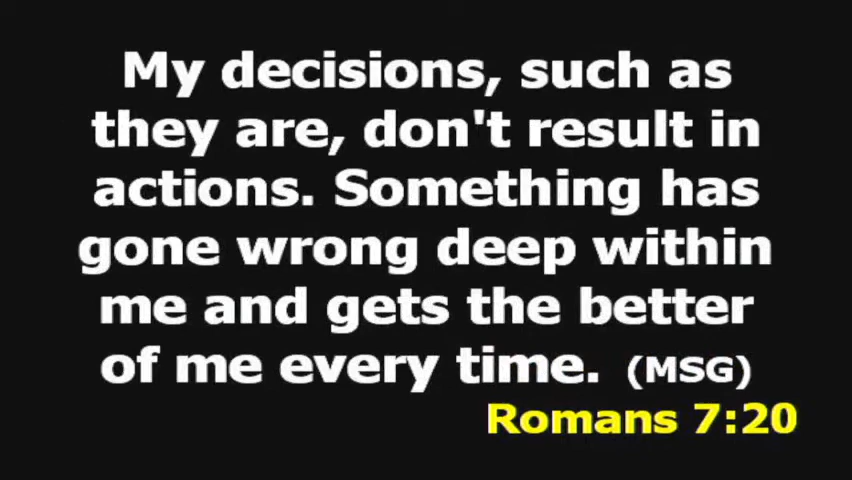 My decisions, such as
they are, don't result in
actions. Something has
gone wrong deep within
me and gets the better
of me every time. (MSG)
Romans 7:20